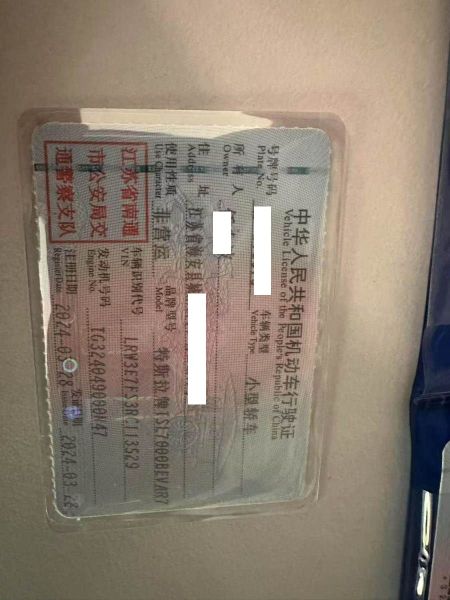 中华人民共和国机动车行驶证
Vehicle License of the People's Republic of China
号牌号码
Plate No.
车辆类型 小型轿车
Vehicle Type
所有人
Owner
住址 江苏省海安县城
Address
使用性质 非营运 品牌型号 特斯拉牌TSL7000BEVAR7
Use Character Model
江苏省南通
市公安局交
通警察支队
车辆识别代号 LRW3E7FS3RC113529
VIN
发动机号码 TG3240490001147
Engine No.
注册日期 2024-03-28 发证日期 2024-03-28
Register Date Issue Date